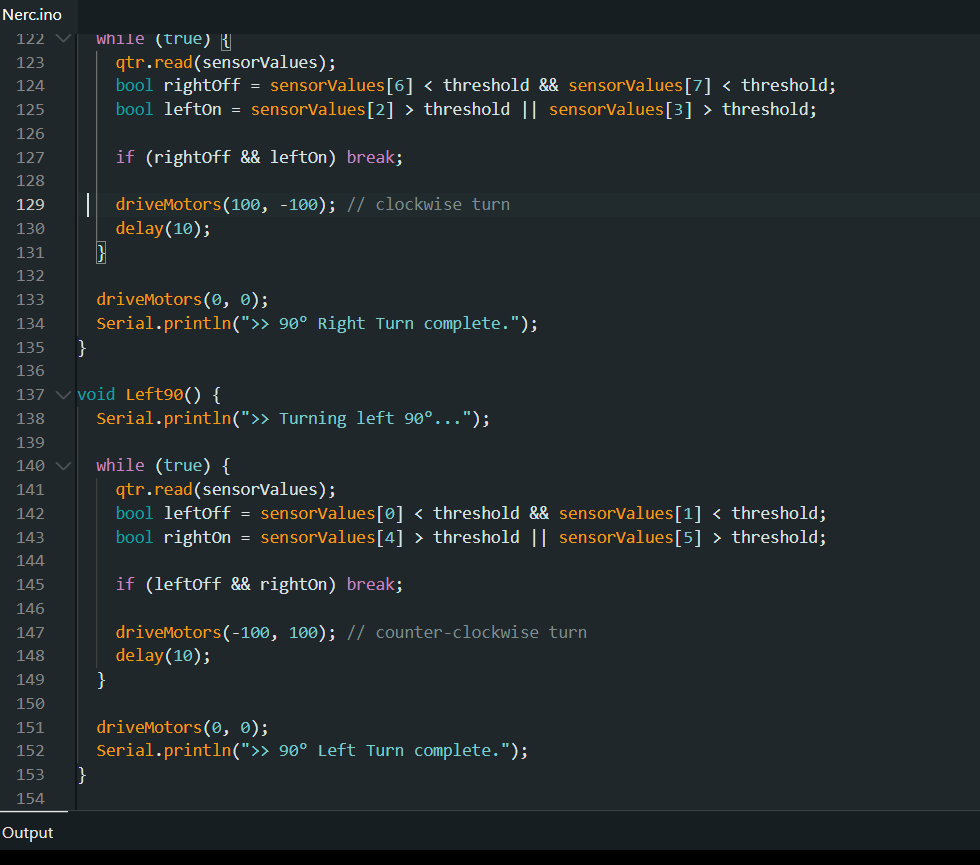 Nerc.ino
122 while (true) {
123 qtr.read(sensorValues);
124 bool rightOff = sensorValues[6] < threshold && sensorValues[7] < threshold;
125 bool leftOn = sensorValues[2] > threshold || sensorValues[3] > threshold;
126
127 if (rightOff && leftOn) break;
128
129 driveMotors(100, -100); // clockwise turn
130 delay(10);
131 }
132
133 driveMotors(0, 0);
134 Serial.println(">> 90° Right Turn complete.");
135 }
136
137 void Left90() {
138 Serial.println(">> Turning left 90°...");
139
140 while (true) {
141 qtr.read(sensorValues);
142 bool leftOff = sensorValues[0] < threshold && sensorValues[1] < threshold;
143 bool rightOn = sensorValues[4] > threshold || sensorValues[5] > threshold;
144
145 if (leftOff && rightOn) break;
146
147 driveMotors(-100, 100); // counter-clockwise turn
148 delay(10);
149 }
150
151 driveMotors(0, 0);
152 Serial.println(">> 90° Left Turn complete.");
153 }
154
Output